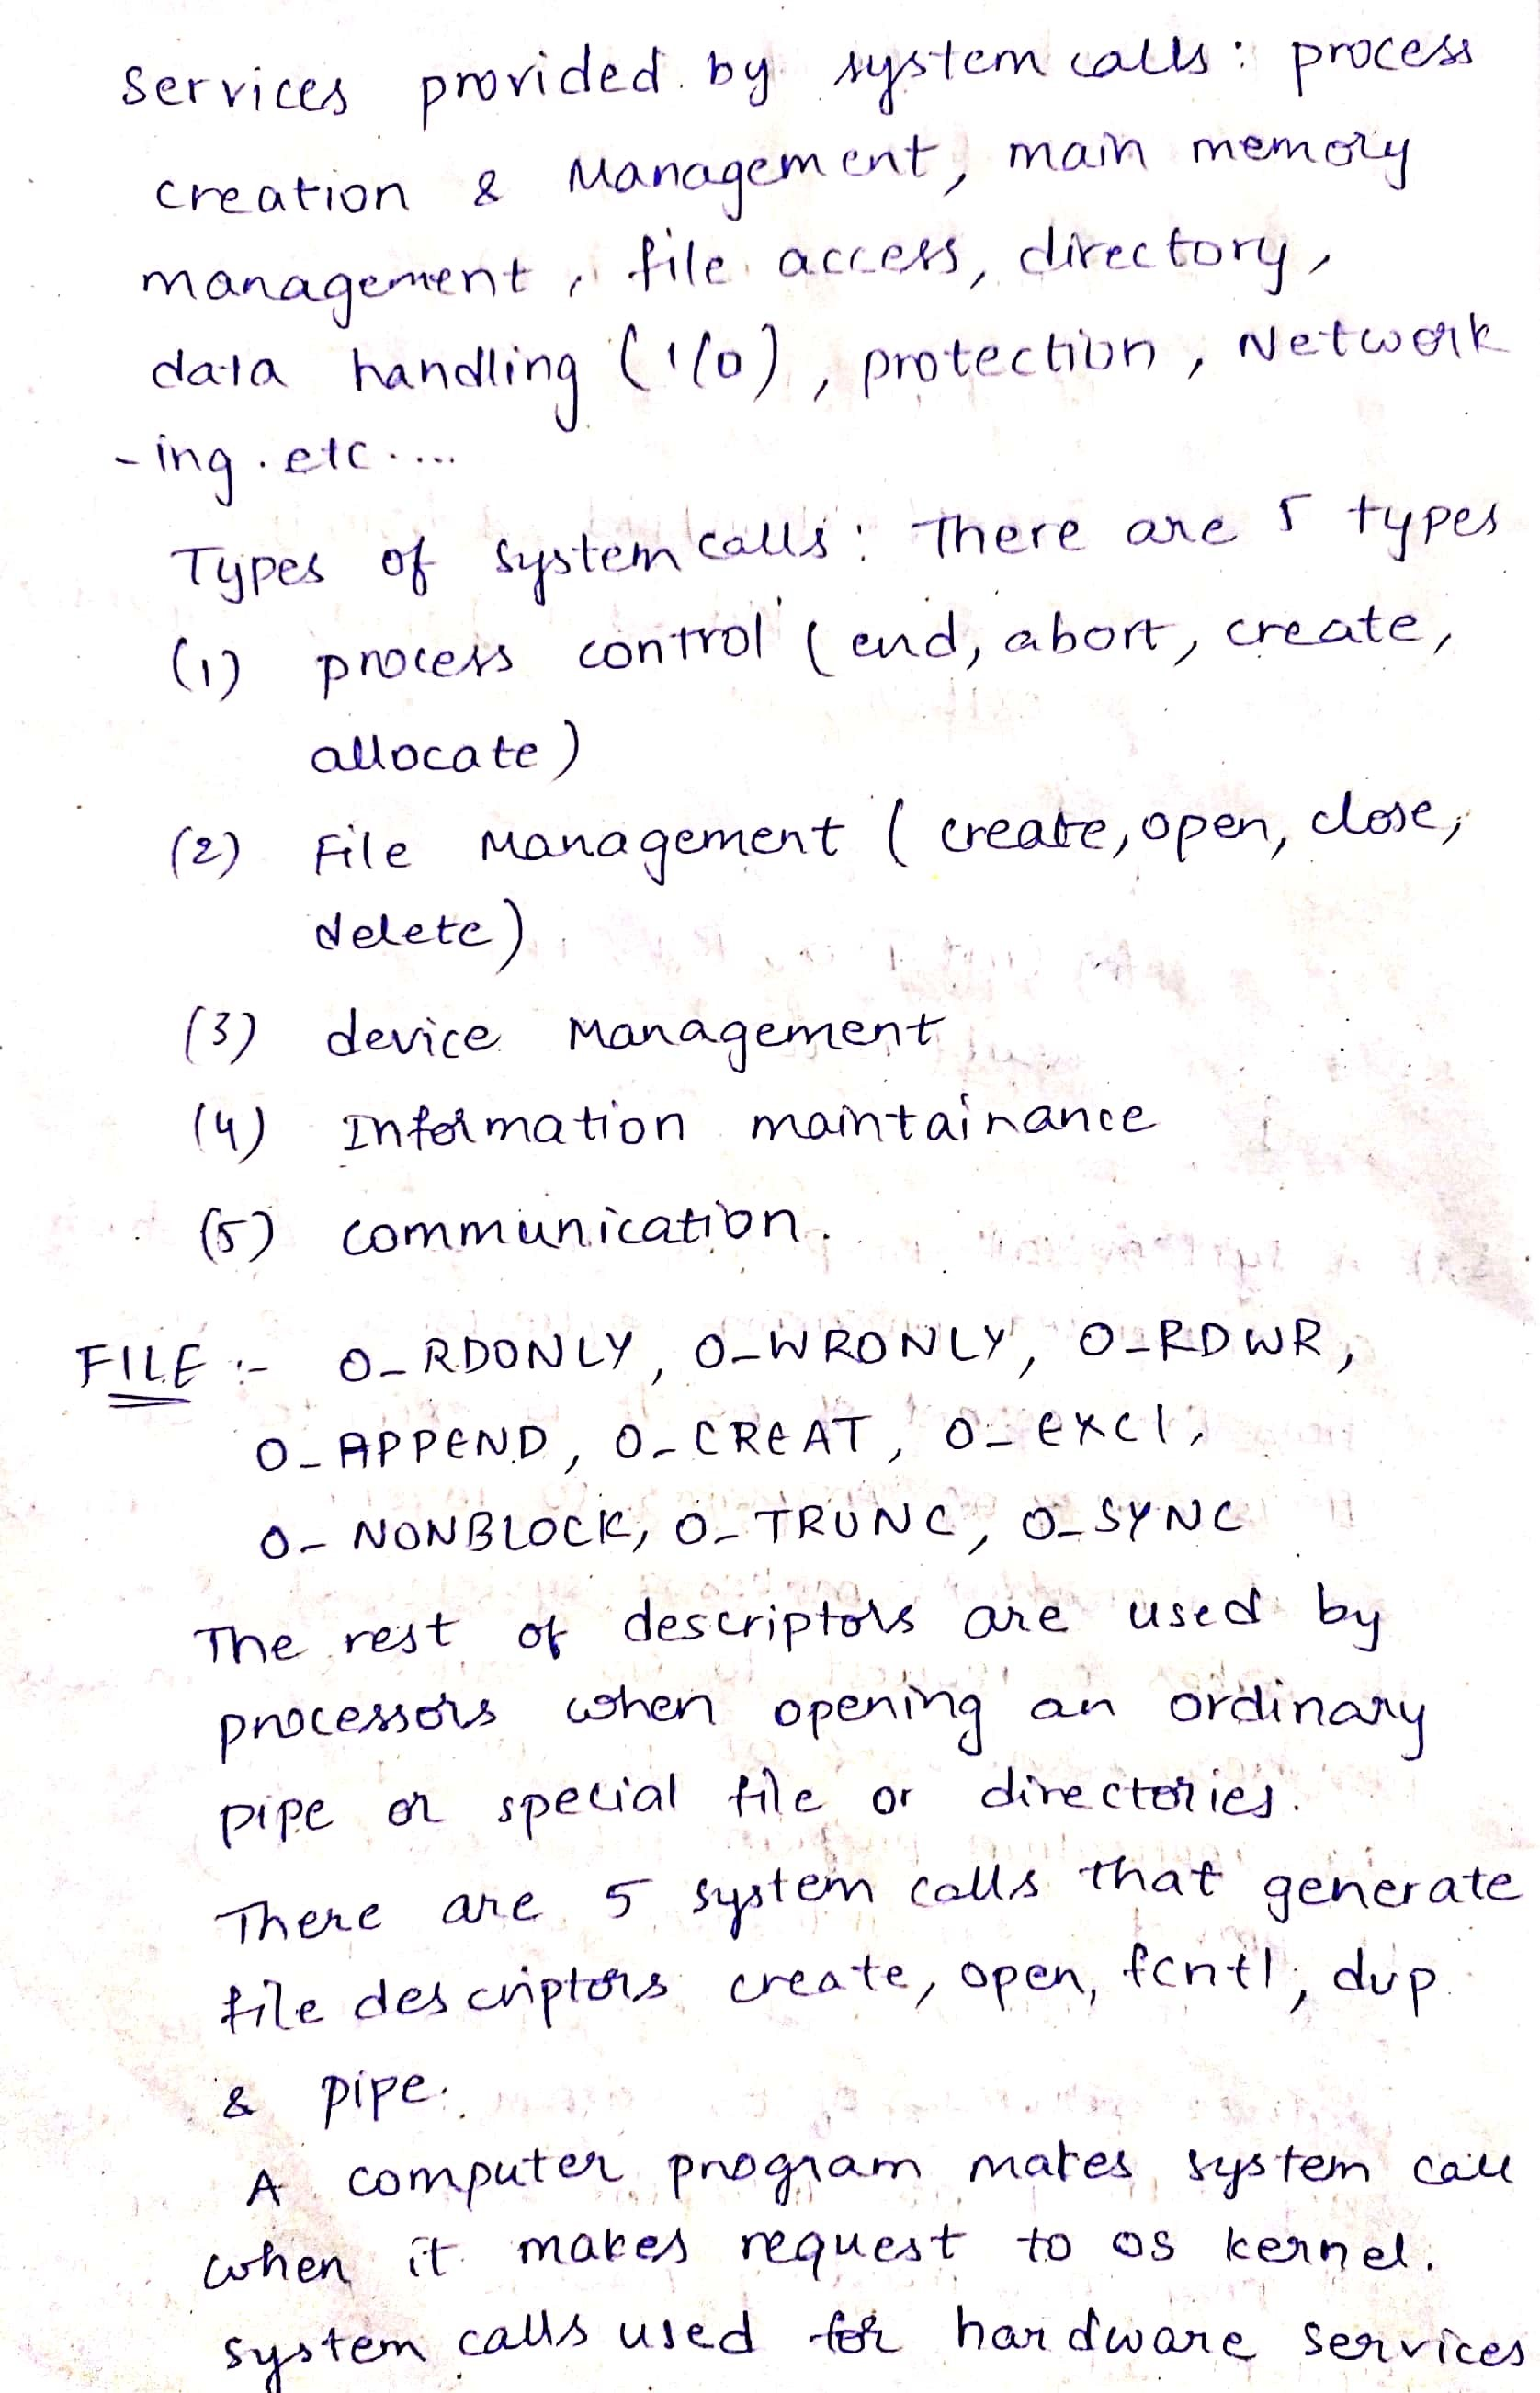 Services provided by system calls: process
creation & Management, main memory
management, file access, directory,
data handling (I/O), protection, Network
-ing. etc....
Types of system calls: There are 5 types
(1) process control (end, abort, create,
allocate)
(2) File Management (create, open, close,
delete)
(3) device Management
(4) Information maintainance
(5) communication.
FILE :- O_RDONLY, O_WRONLY, O_RDWR,
O_APPEND, O_CREAT, O_excl,
O_NONBLOCK, O_TRUNC, O_SYNC
The rest of descriptors are used by
processors when opening an ordinary
pipe or special file or directories.
There are 5 system calls that generate
file descriptors create, open, fcntl, dup
& pipe.
A computer program makes system call
when it makes request to OS kernel.
system calls used for hardware services